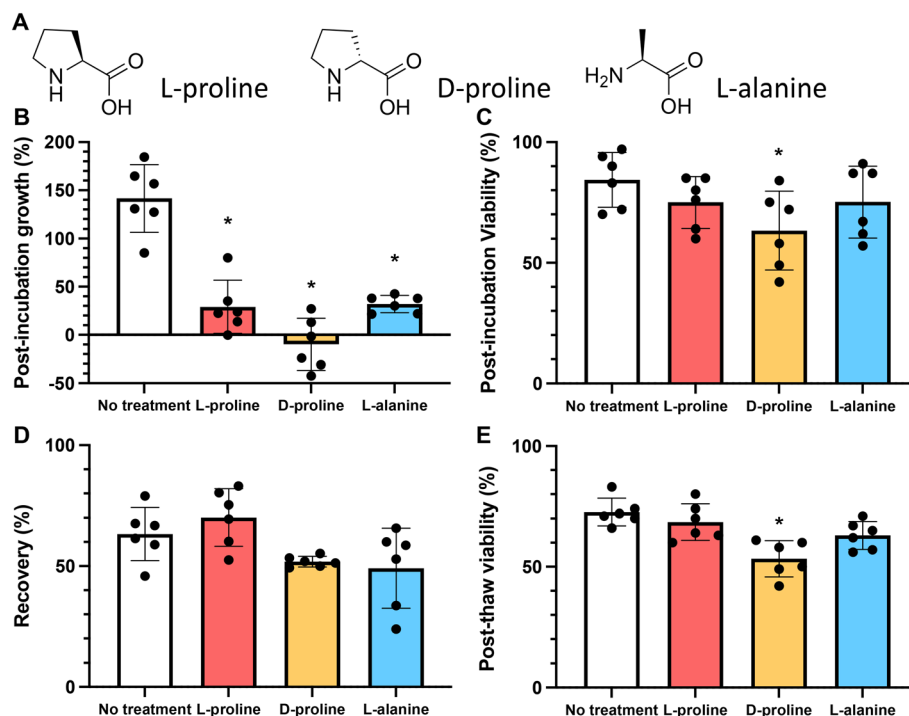 A
N
H
O
OH
L-proline
N
H
O
OH
D-proline
H2N
O
OH
L-alanine
B
Post-incubation growth (%)
200
150
100
50
0
-50
*
*
*
No treatment L-proline D-proline L-alanine
C
Post-incubation Viability (%)
100
50
0
*
No treatment L-proline D-proline L-alanine
D
Recovery (%)
100
50
0
No treatment L-proline D-proline L-alanine
E
Post-thaw viability (%)
100
50
0
*
No treatment L-proline D-proline L-alanine